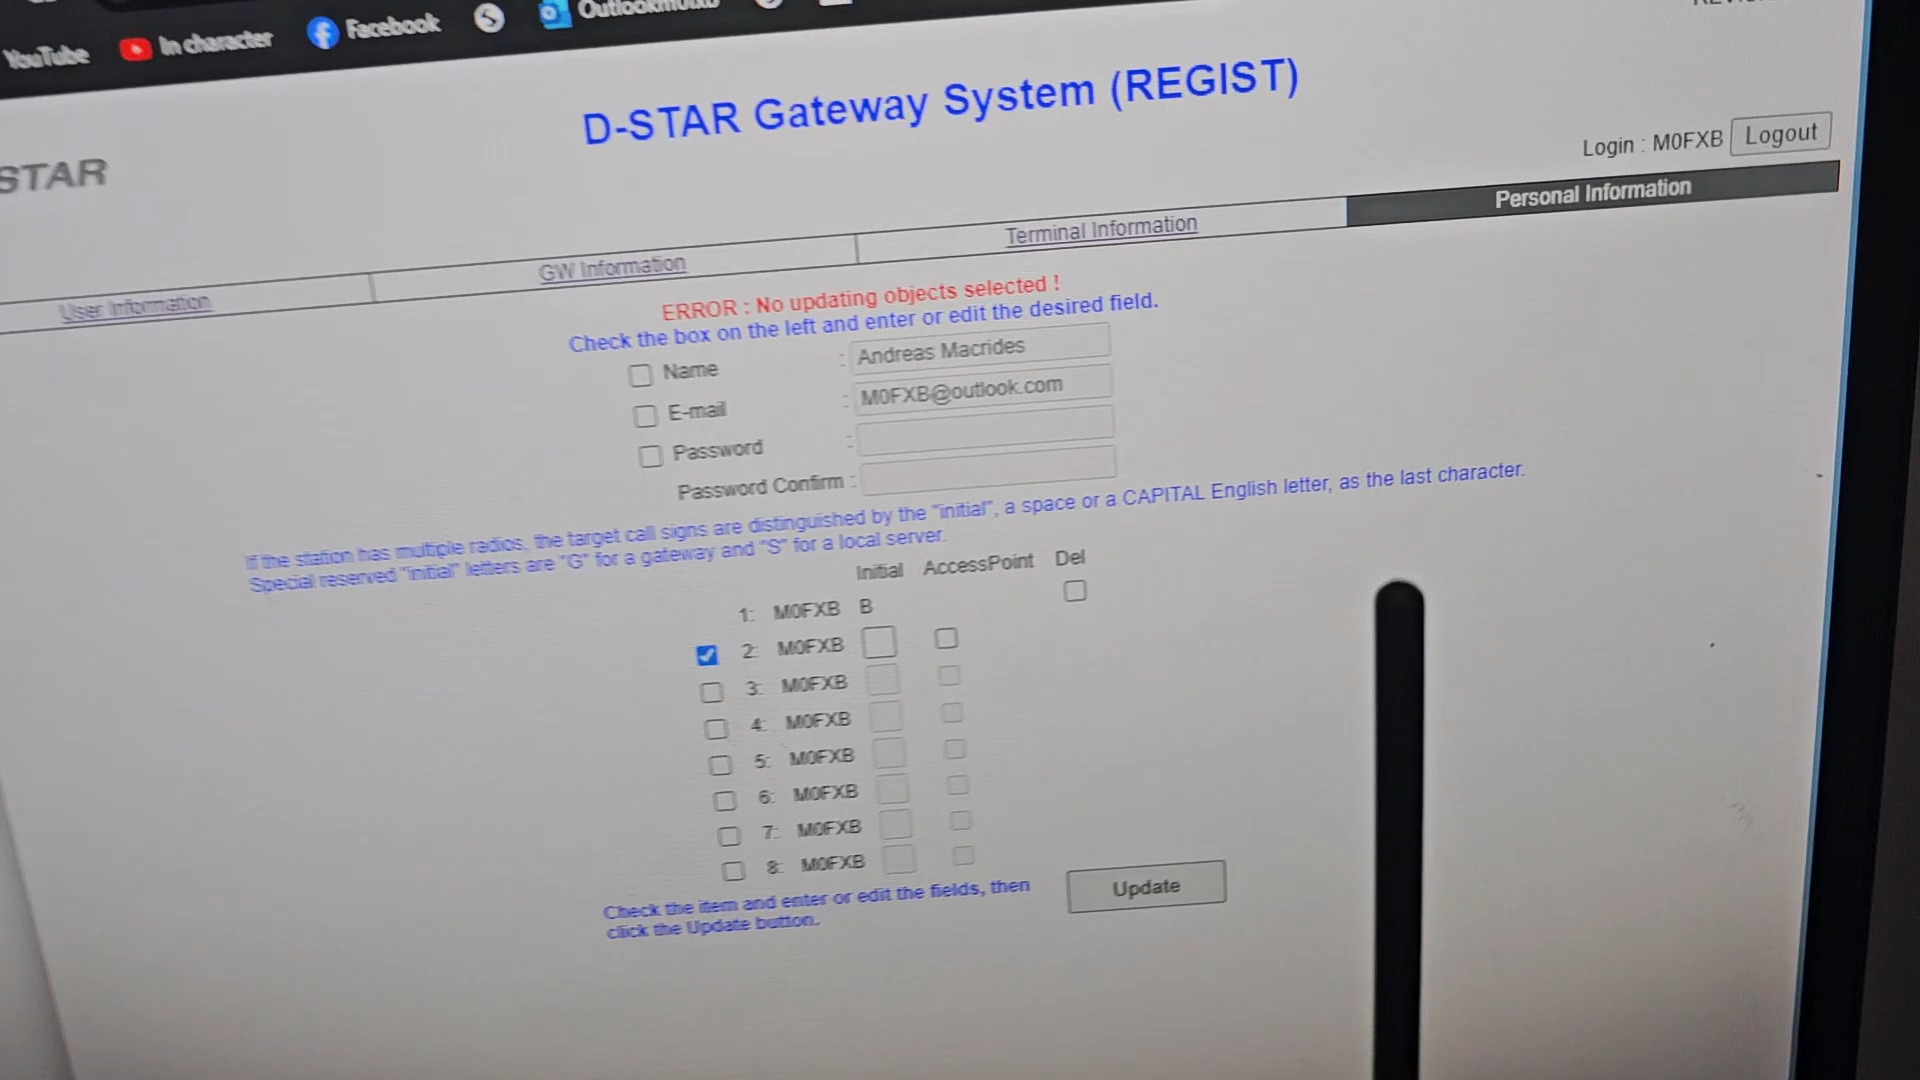 YouTube In character Facebook Outlookm0fxb
D-STAR Gateway System (REGIST)
STAR
Login : M0FXB Logout
User Information GW Information Terminal Information Personal Information
ERROR : No updating objects selected !
Check the box on the left and enter or edit the desired field.
Name : Andreas Macrides
E-mail : M0FXB@outlook.com
Password :
Password Confirm :
If the station has multiple radios, the target call signs are distinguished by the "initial", a space or a CAPITAL English letter, as the last character.
Special reserved "initial" letters are "G" for a gateway and "S" for a local server.
Initial AccessPoint Del
1: M0FXB B
2: M0FXB
3: M0FXB
4: M0FXB
5: M0FXB
6: M0FXB
7: M0FXB
8: M0FXB
Check the item and enter or edit the fields, then
click the Update button.
Update